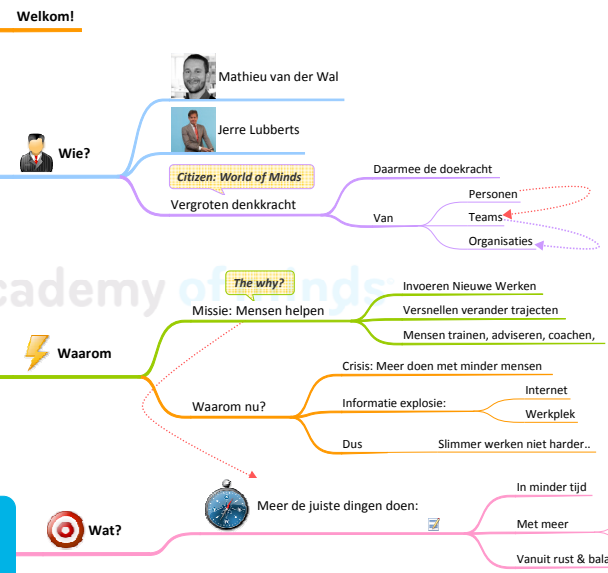 Welkom!
Mathieu van der Wal
Jerre Lubberts
Wie?
Citizen: World of Minds
Vergroten denkkracht
Daarmee de doekracht
Van
Personen
Teams
Organisaties
cademy of Minds
The why?
Missie: Mensen helpen
Invoeren Nieuwe Werken
Versnellen verander trajecten
Mensen trainen, adviseren, coachen,
Waarom
Waarom nu?
Crisis: Meer doen met minder mensen
Informatie explosie:
Internet
Werkplek
Dus
Slimmer werken niet harder..
Wat?
Meer de juiste dingen doen:
In minder tijd
Met meer
Vanuit rust & bala